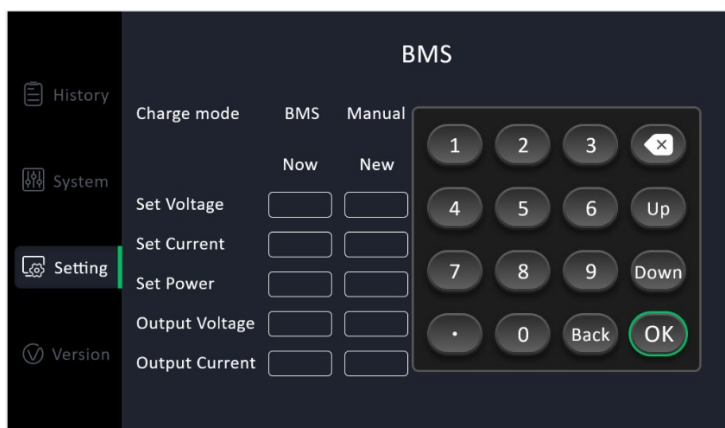 BMS
History
System
Setting
Version
Charge mode BMS Manual
Now New
Set Voltage
Set Current
Set Power
Output Voltage
Output Current
1 2 3 ×
4 5 6 Up
7 8 9 Down
· 0 Back OK